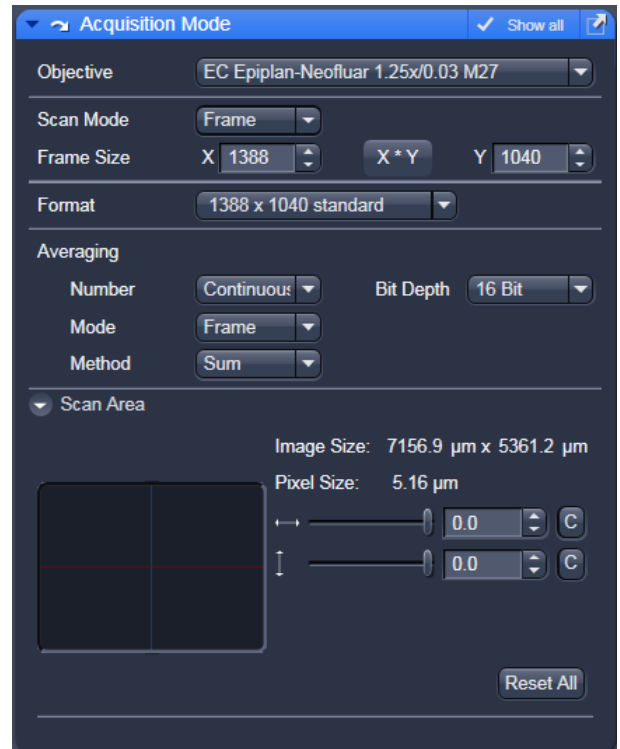 Acquisition Mode Show all
Objective EC Epiplan-Neofluar 1.25x/0.03 M27
Scan Mode Frame
Frame Size X 1388 X * Y Y 1040
Format 1388 x 1040 standard
Averaging
Number Continuous Bit Depth 16 Bit
Mode Frame
Method Sum
Scan Area
Image Size: 7156.9 µm x 5361.2 µm
Pixel Size: 5.16 µm
0.0 C
0.0 C
Reset All